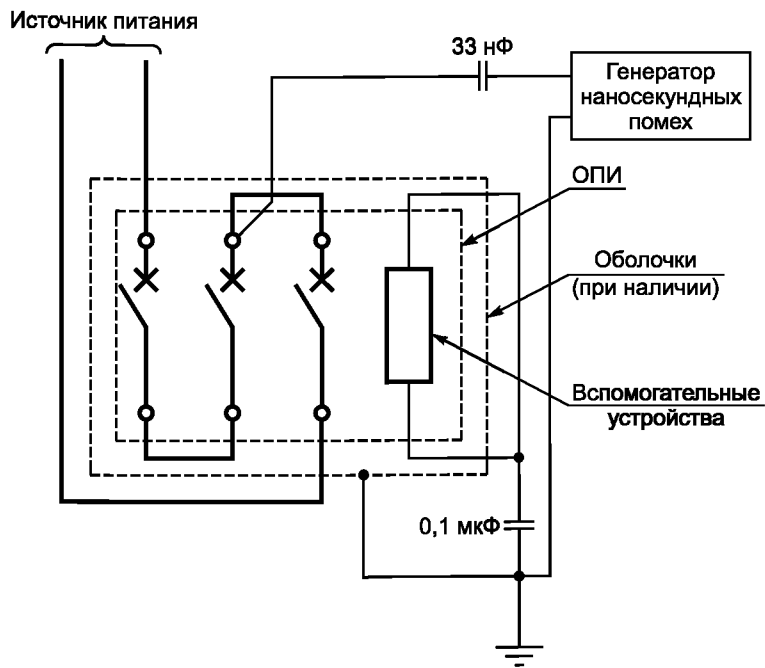 Источник питания
33 нФ
Генератор
наносекундных
помех
ОПИ
Оболочки
(при наличии)
Вспомогательные
устройства
0,1 мкФ